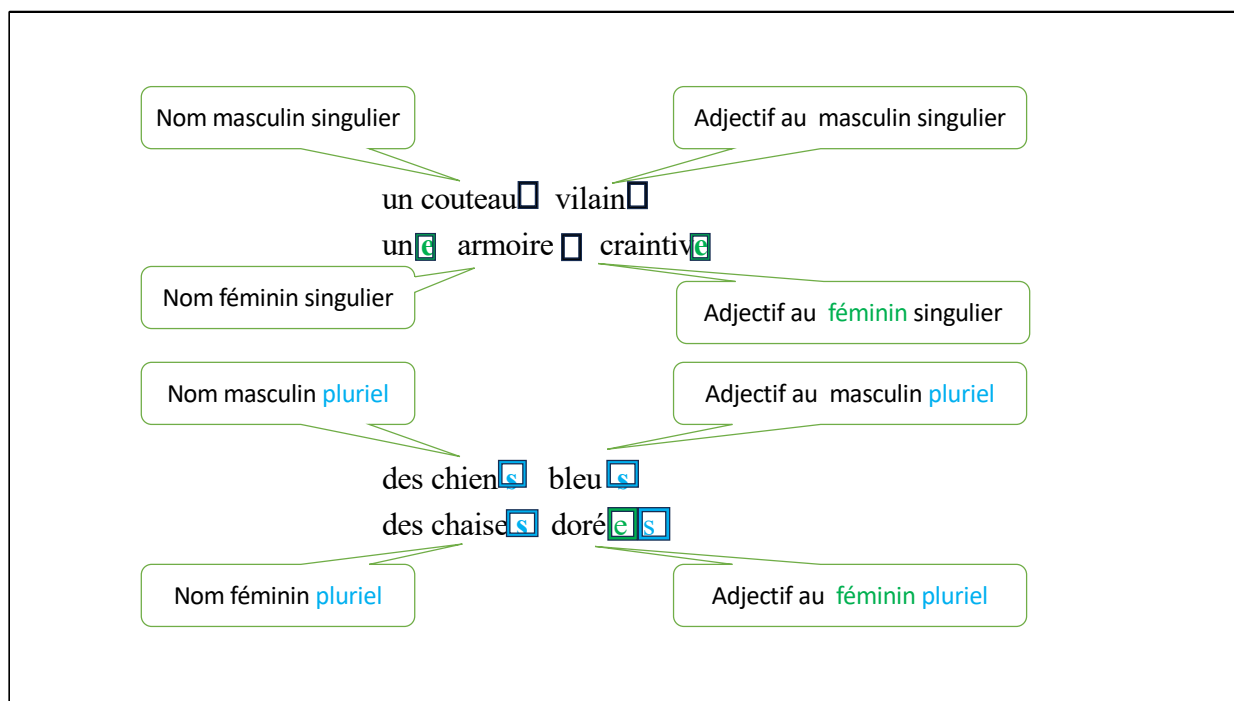 Nom masculin singulier
Adjectif au masculin singulier
un couteau vilain
une armoire craintive
Nom féminin singulier
Adjectif au féminin singulier
Nom masculin pluriel
Adjectif au masculin pluriel
des chiens bleus
des chaises dorées
Nom féminin pluriel
Adjectif au féminin pluriel